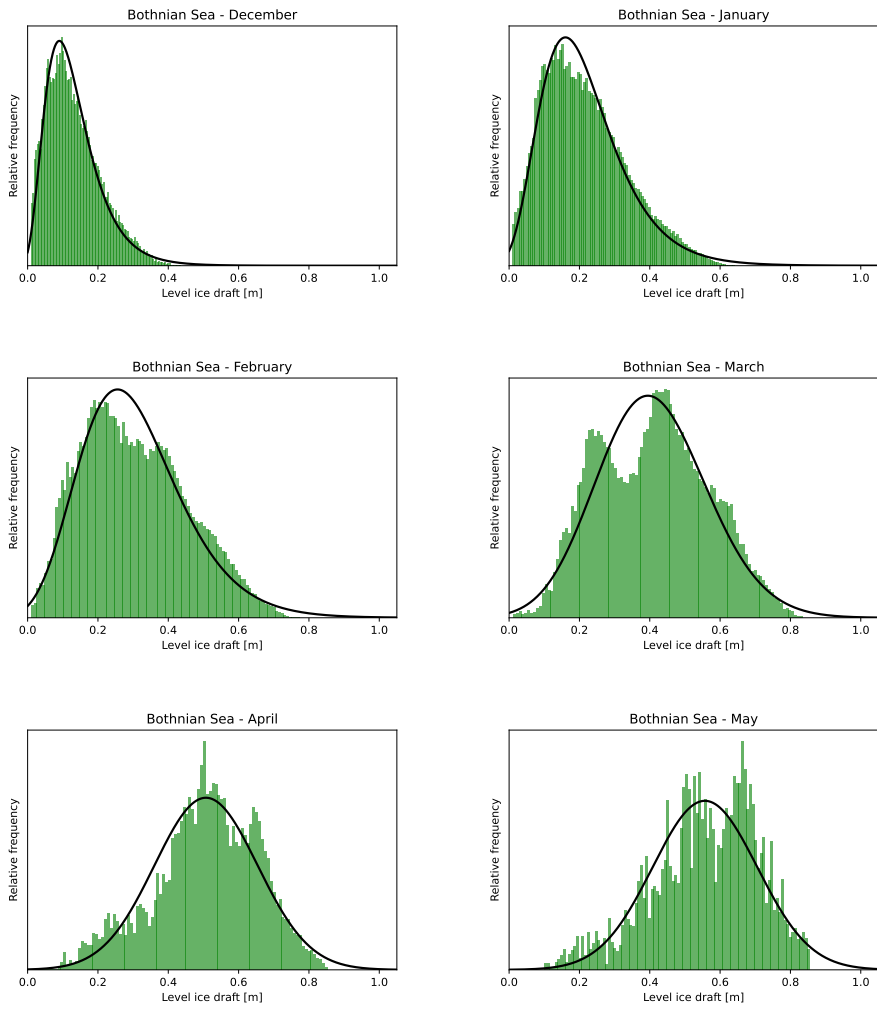 Bothnian Sea - December
Relative frequency
0.0 0.2 0.4 0.6 0.8 1.0
Level ice draft [m]
Bothnian Sea - January
Relative frequency
0.0 0.2 0.4 0.6 0.8 1.0
Level ice draft [m]
Bothnian Sea - February
Relative frequency
0.0 0.2 0.4 0.6 0.8 1.0
Level ice draft [m]
Bothnian Sea - March
Relative frequency
0.0 0.2 0.4 0.6 0.8 1.0
Level ice draft [m]
Bothnian Sea - April
Relative frequency
0.0 0.2 0.4 0.6 0.8 1.0
Level ice draft [m]
Bothnian Sea - May
Relative frequency
0.0 0.2 0.4 0.6 0.8 1.0
Level ice draft [m]